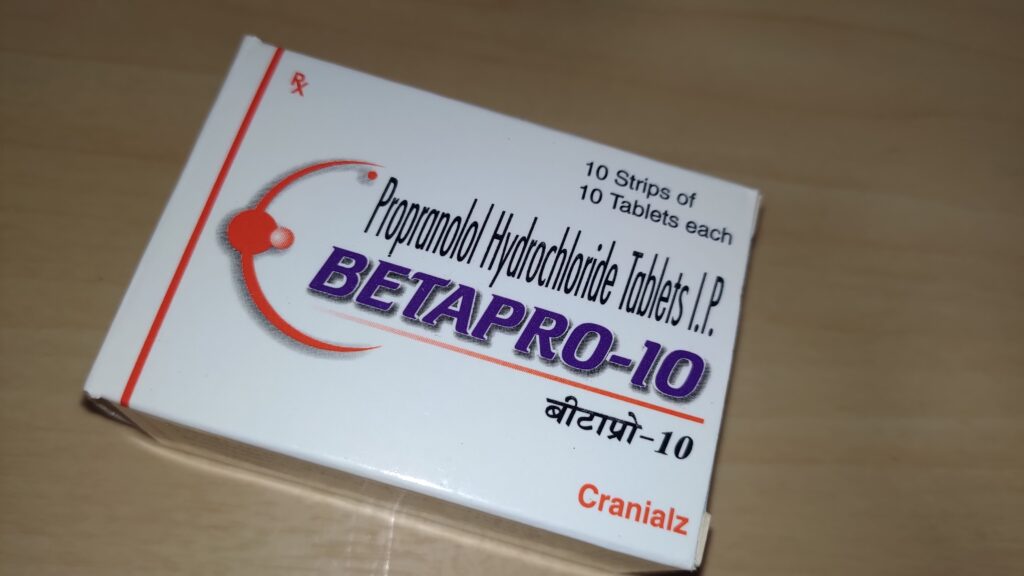 Rx
10 Strips of
10 Tablets each
Propranolol Hydrochloride Tablets I.P.
BETAPRO-10
बीटाप्रो-10
Cranialz